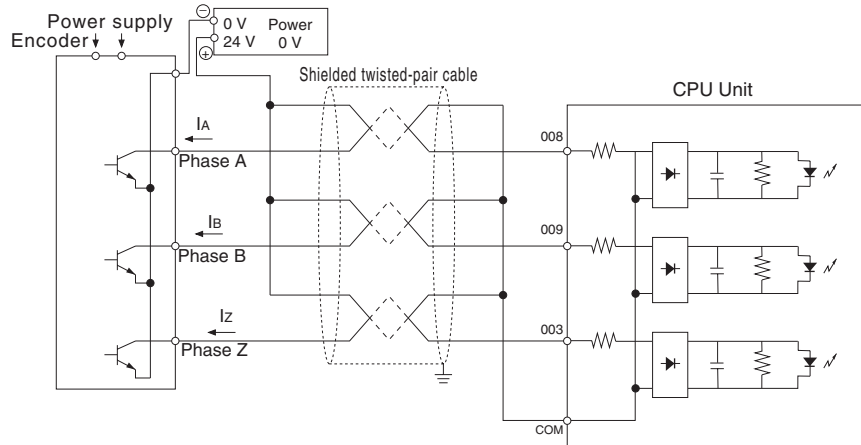 Power supply
Encoder
0 V Power
24 V 0 V
Shielded twisted-pair cable
CPU Unit
IA
Phase A
008
IB
Phase B
009
IZ
Phase Z
003
COM